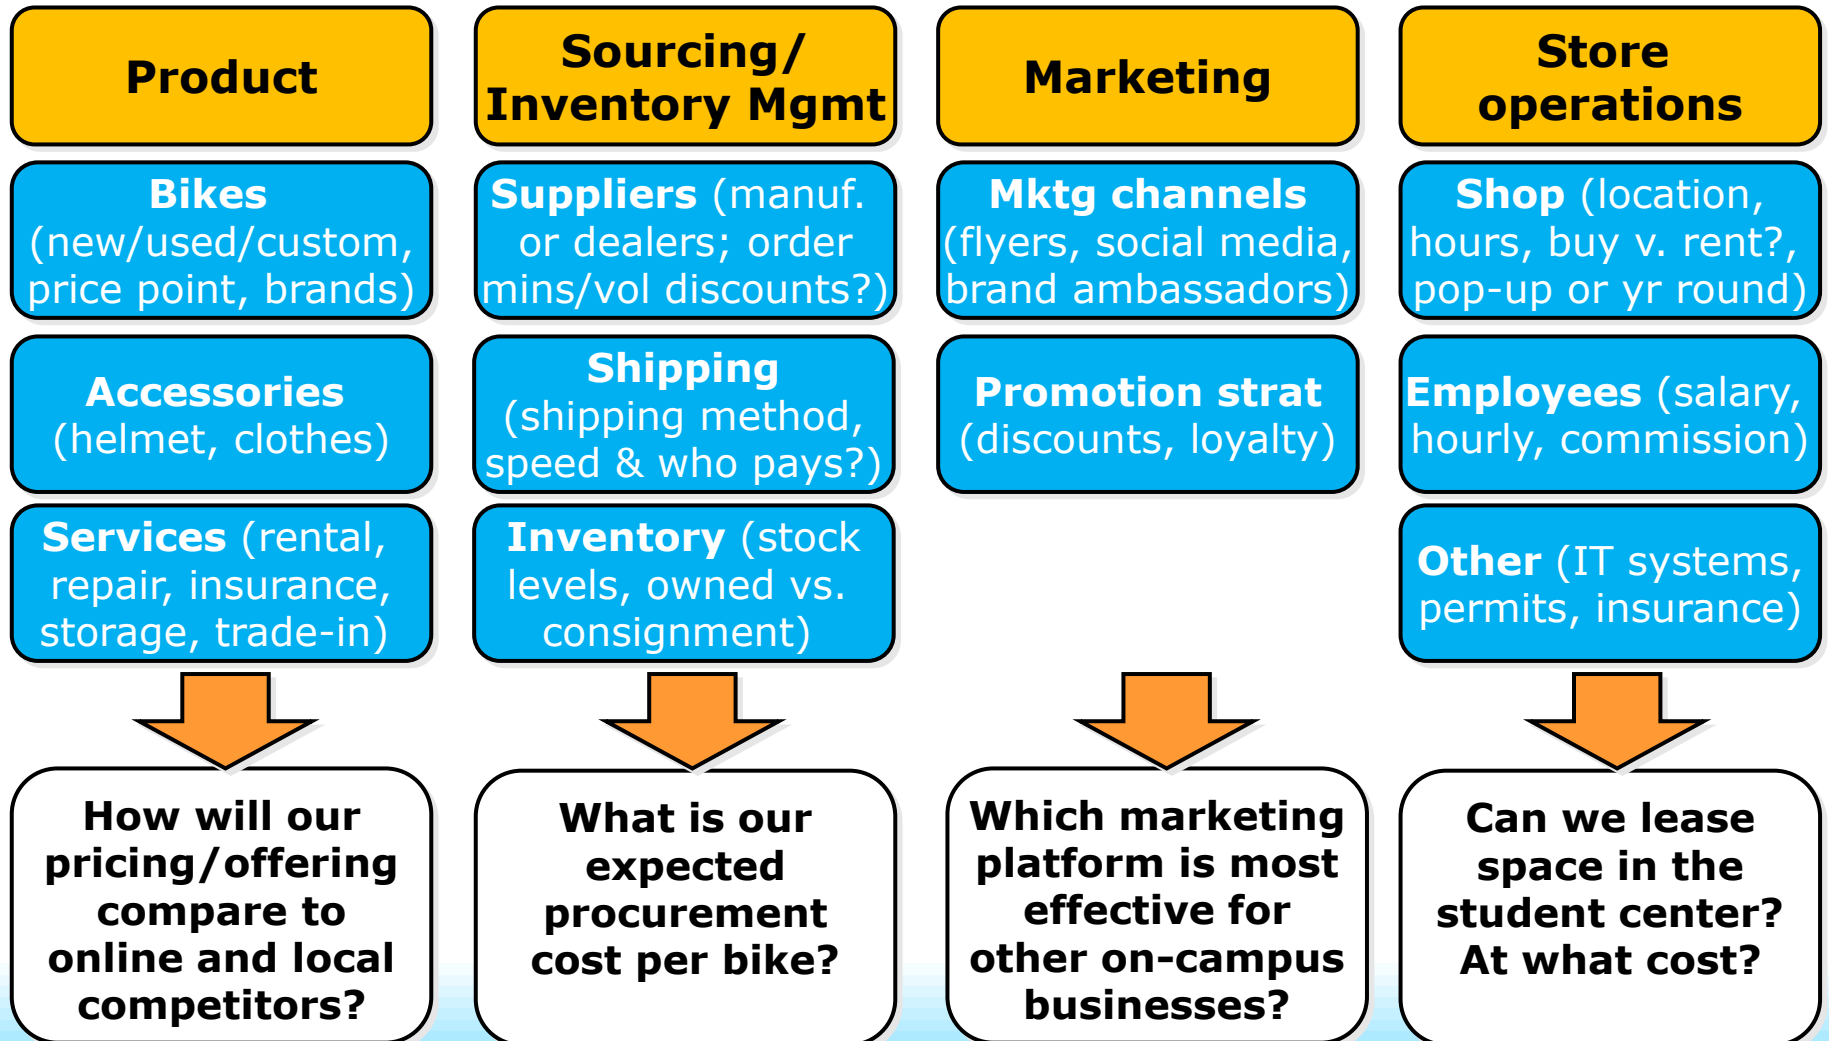 Product
Sourcing/
Inventory Mgmt
Marketing
Store
operations
Bikes
(new/used/custom,
price point, brands)
Suppliers (manuf.
or dealers; order
mins/vol discounts?)
Mktg channels
(flyers, social media,
brand ambassadors)
Shop (location,
hours, buy v. rent?,
pop-up or yr round)
Accessories
(helmet, clothes)
Shipping
(shipping method,
speed & who pays?)
Promotion strat
(discounts, loyalty)
Employees (salary,
hourly, commission)
Services (rental,
repair, insurance,
storage, trade-in)
Inventory (stock
levels, owned vs.
consignment)
Other (IT systems,
permits, insurance)
How will our
pricing/offering
compare to
online and local
competitors?
What is our
expected
procurement
cost per bike?
Which marketing
platform is most
effective for
other on-campus
businesses?
Can we lease
space in the
student center?
At what cost?